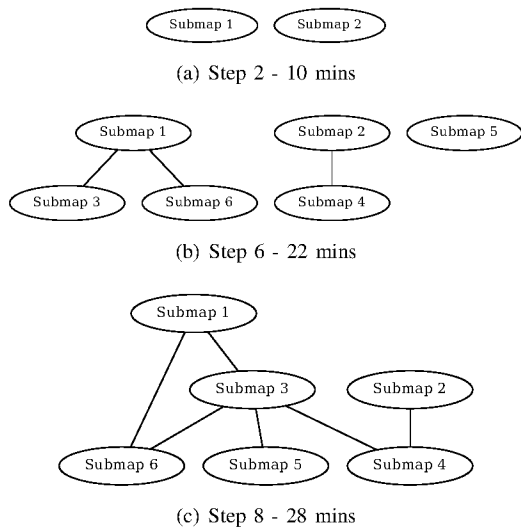 Submap 1 Submap 2
(a) Step 2 - 10 mins
Submap 1 Submap 2 Submap 5
Submap 3 Submap 6 Submap 4
(b) Step 6 - 22 mins
Submap 1
Submap 3 Submap 2
Submap 6 Submap 5 Submap 4
(c) Step 8 - 28 mins